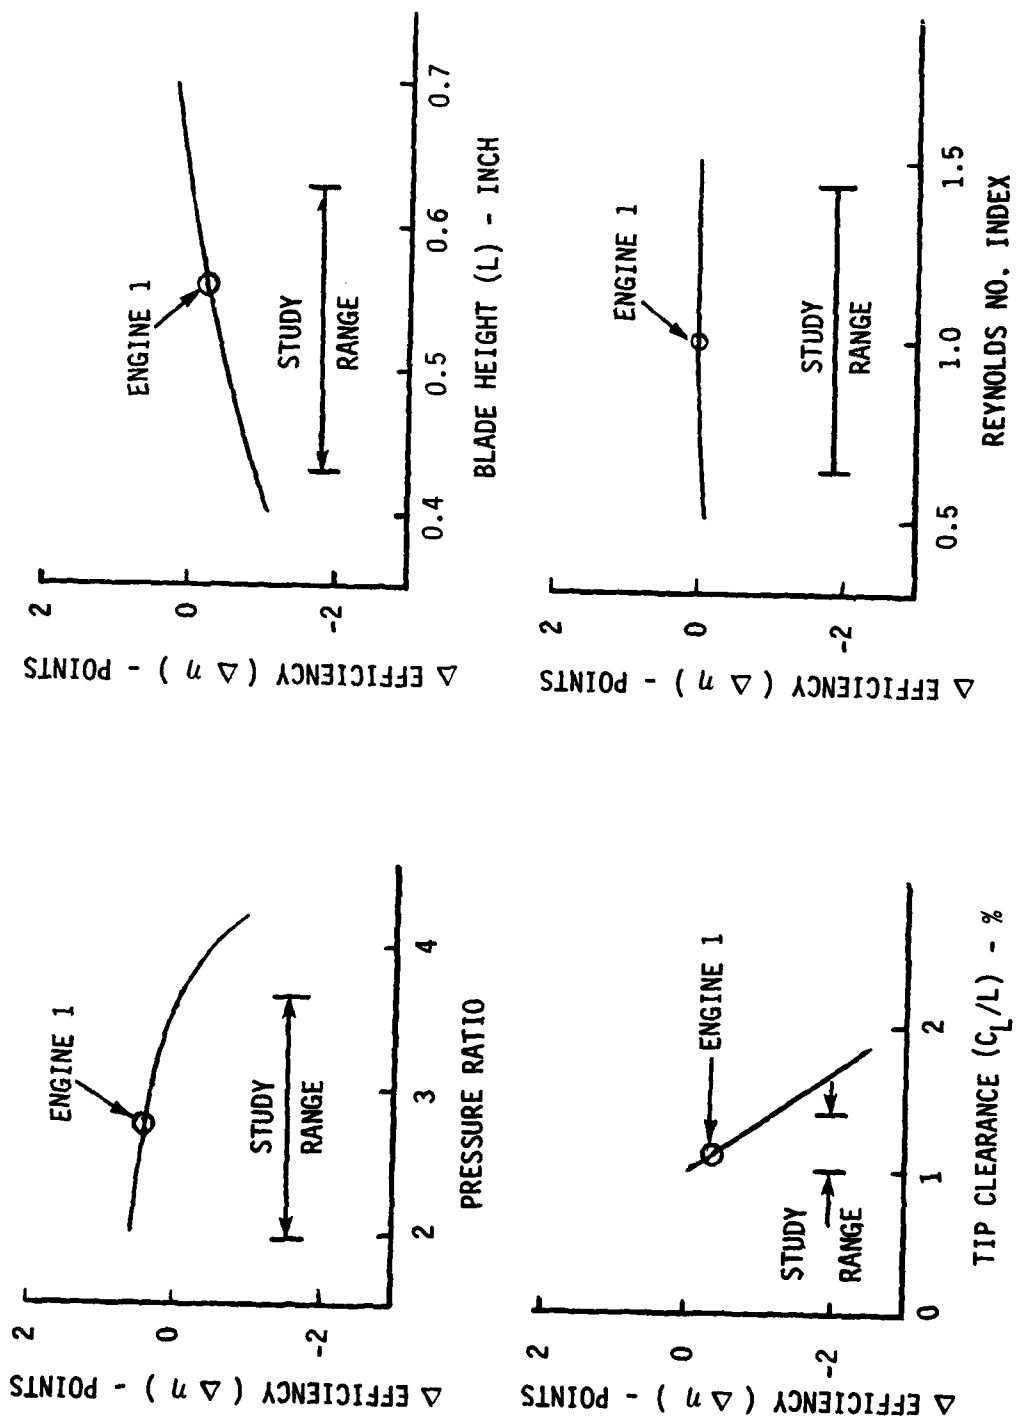 Δ EFFICIENCY ( Δ η ) - POINTS
2
0
-2
ENGINE 1
STUDY
RANGE
2
3
4
PRESSURE RATIO
Δ EFFICIENCY ( Δ η ) - POINTS
2
0
-2
ENGINE 1
STUDY
RANGE
0.4
0.5
0.6
0.7
BLADE HEIGHT (L) - INCH
Δ EFFICIENCY ( Δ η ) - POINTS
2
0
-2
ENGINE 1
STUDY
RANGE
0
1
2
TIP CLEARANCE (CL/L) - %
Δ EFFICIENCY ( Δ η ) - POINTS
2
0
-2
ENGINE 1
STUDY
RANGE
0.5
1.0
1.5
REYNOLDS NO. INDEX